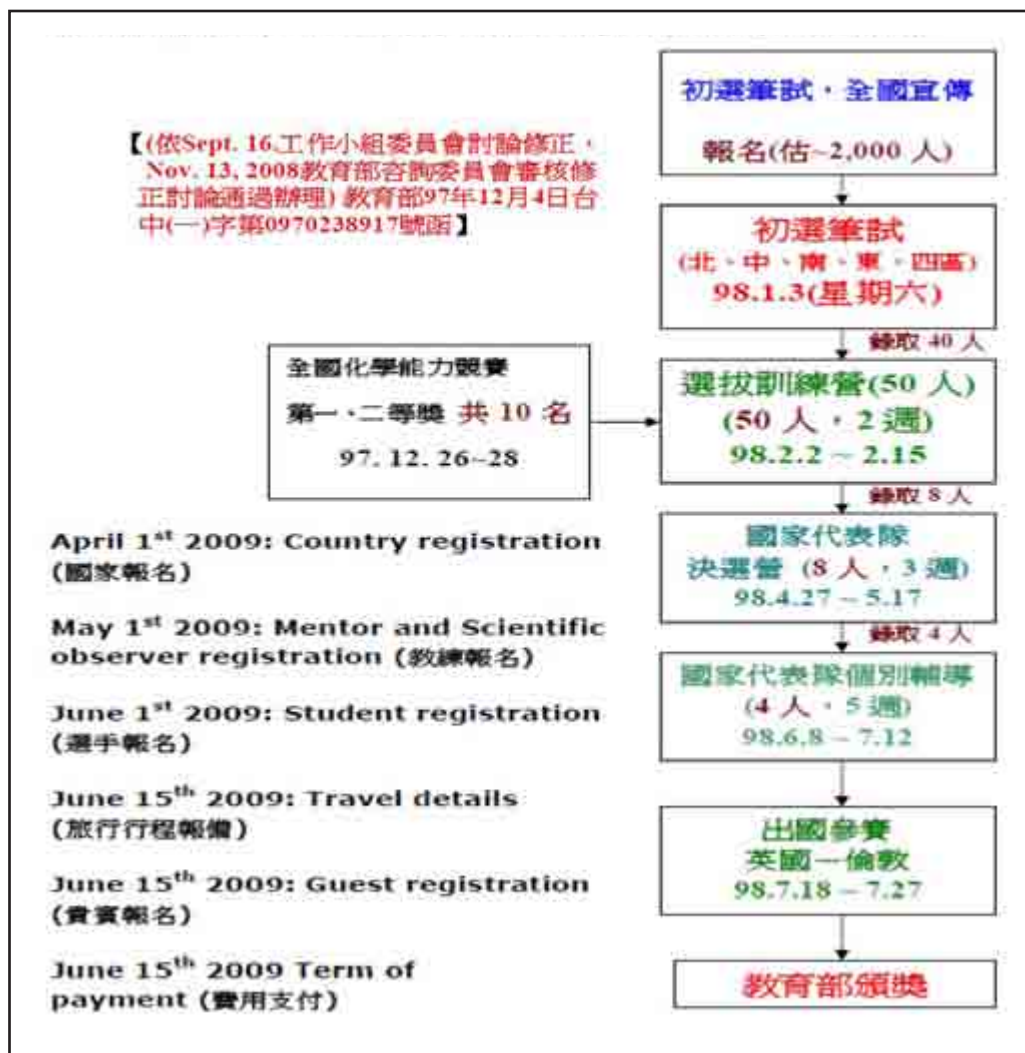 初選筆試，全國宣傳
報名(估~2,000 人)
【(依Sept. 16.工作小組委員會討論修正，
Nov. 13, 2008教育部咨詢委員會審核修
正討論通過辦理) 教育部97年12月4日台
中(一)字第0970238917號函】
初選筆試
(北、中、南、東，四區)
98.1.3(星期六)
錄取 40 人
全國化學能力競賽
第一、二等獎 共 10 名
97. 12. 26~28
選拔訓練營(50 人)
(50 人，2 週)
98.2.2 ~ 2.15
錄取 8 人
國家代表隊
決選營 (8 人，3 週)
98.4.27 ~ 5.17
錄取 4 人
國家代表隊個別輔導
(4 人，5 週)
98.6.8 – 7.12
出國參賽
英國－倫敦
98.7.18 – 7.27
教育部頒獎
April 1st 2009: Country registration
(國家報名)
May 1st 2009: Mentor and Scientific
observer registration (教練報名)
June 1st 2009: Student registration
(選手報名)
June 15th 2009: Travel details
(旅行行程報備)
June 15th 2009: Guest registration
(貴賓報名)
June 15th 2009 Term of
payment (費用支付)